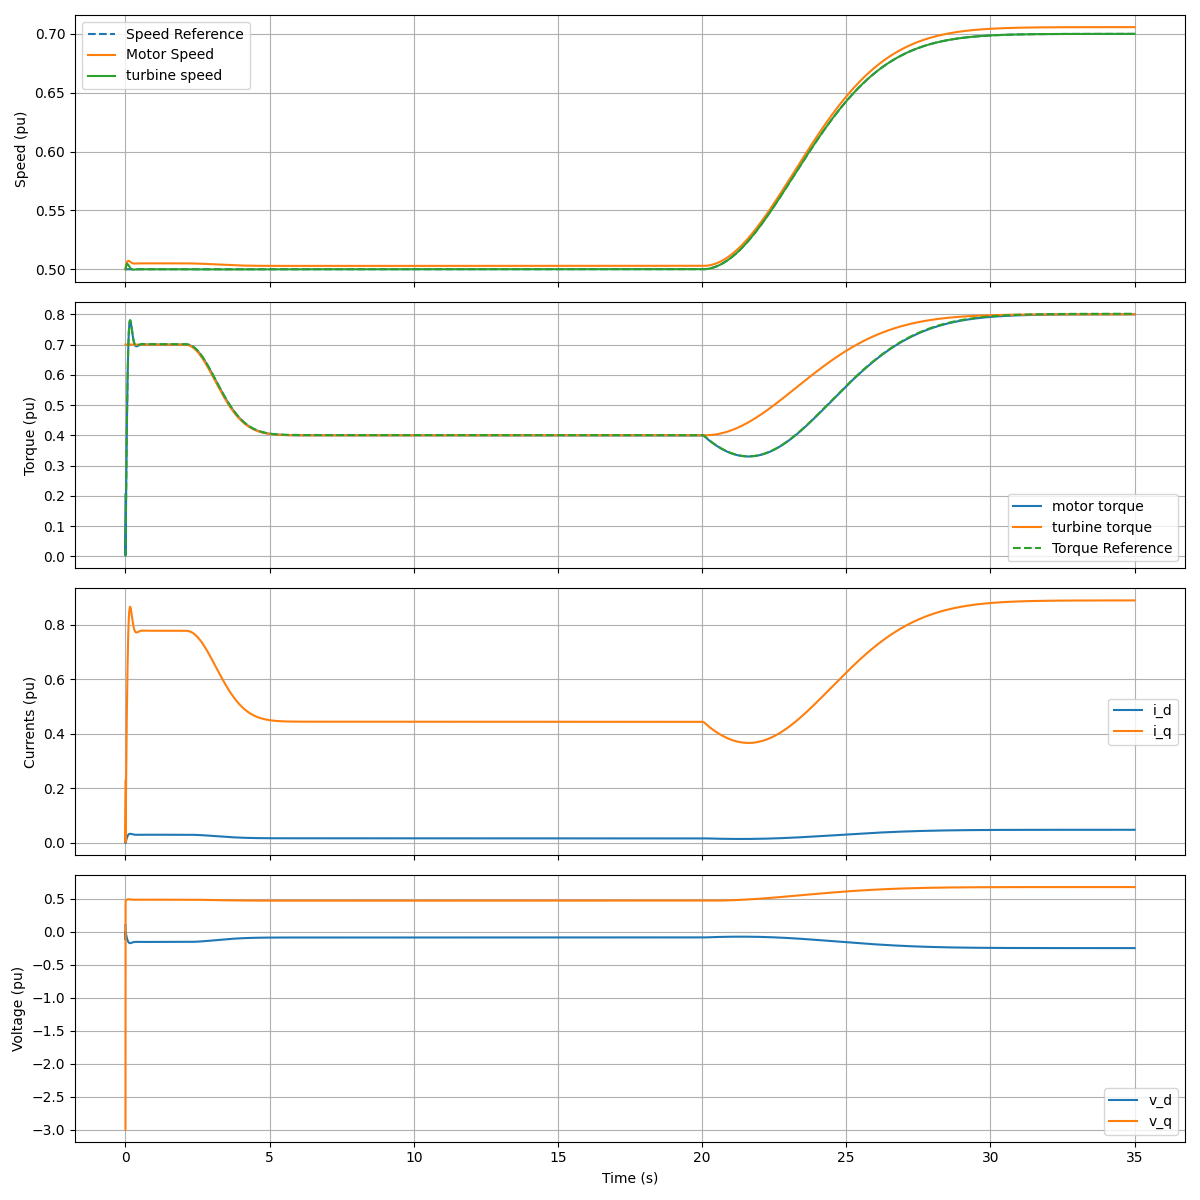 Speed (pu)
0.70
0.65
0.60
0.55
0.50
Speed Reference
Motor Speed
turbine speed
Torque (pu)
0.8
0.7
0.6
0.5
0.4
0.3
0.2
0.1
0.0
motor torque
turbine torque
Torque Reference
Currents (pu)
0.8
0.6
0.4
0.2
0.0
i_d
i_q
Voltage (pu)
0.5
0.0
−0.5
−1.0
−1.5
−2.0
−2.5
−3.0
v_d
v_q
0 5 10 15 20 25 30 35
Time (s)